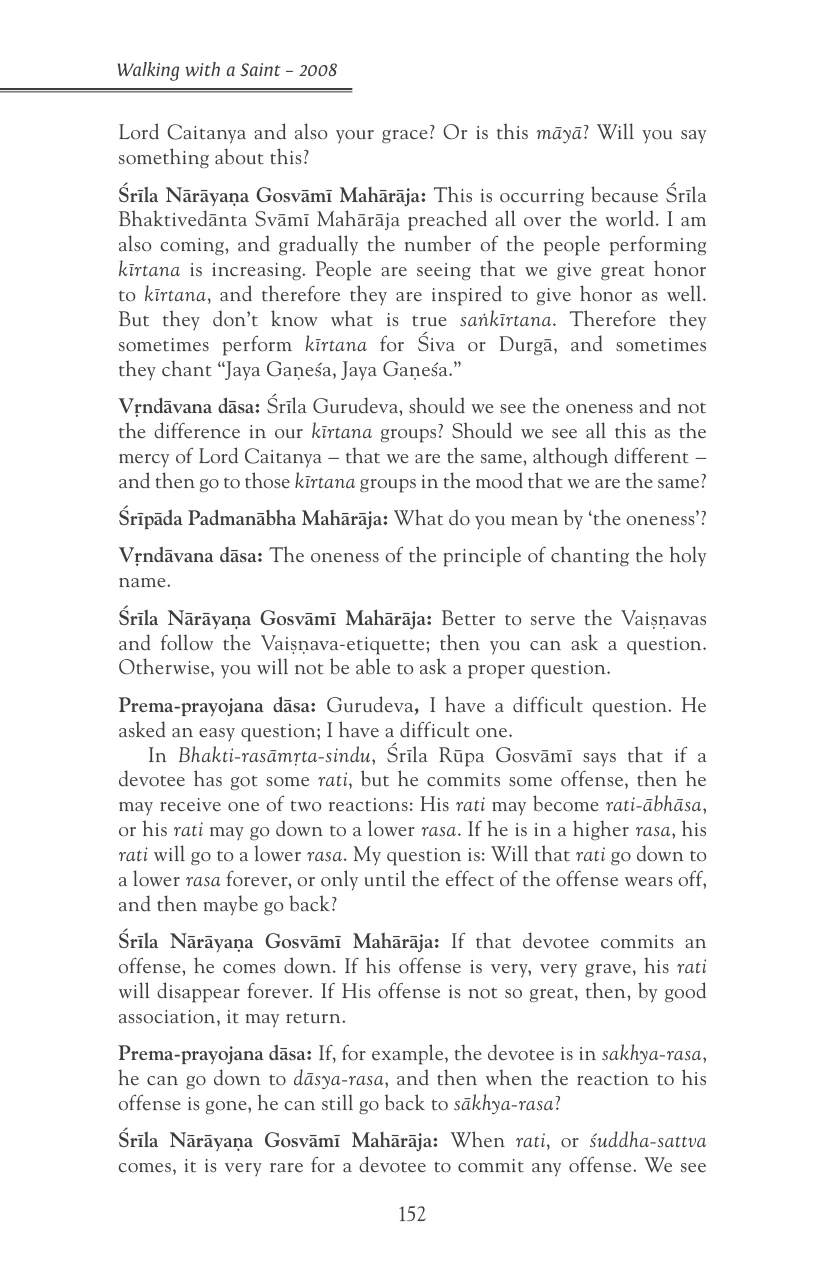 Walking with a Saint – 2008
Lord Caitanya and also your grace? Or is this māyā? Will you say
something about this?
Śrīla Nārāyaṇa Gosvāmī Mahārāja: This is occurring because Śrīla
Bhaktivedānta Svāmī Mahārāja preached all over the world. I am
also coming, and gradually the number of the people performing
kīrtana is increasing. People are seeing that we give great honor
to kīrtana, and therefore they are inspired to give honor as well.
But they don’t know what is true saṅkīrtana. Therefore they
sometimes perform kīrtana for Śiva or Durgā, and sometimes
they chant “Jaya Gaṇeśa, Jaya Gaṇeśa.”
Vṛndāvana dāsa: Śrīla Gurudeva, should we see the oneness and not
the difference in our kīrtana groups? Should we see all this as the
mercy of Lord Caitanya – that we are the same, although different –
and then go to those kīrtana groups in the mood that we are the same?
Śrīpāda Padmanābha Mahārāja: What do you mean by ‘the oneness’?
Vṛndāvana dāsa: The oneness of the principle of chanting the holy
name.
Śrīla Nārāyaṇa Gosvāmī Mahārāja: Better to serve the Vaiṣṇavas
and follow the Vaiṣṇava-etiquette; then you can ask a question.
Otherwise, you will not be able to ask a proper question.
Prema-prayojana dāsa: Gurudeva, I have a difficult question. He
asked an easy question; I have a difficult one.
In Bhakti-rasāmṛta-sindu, Śrīla Rūpa Gosvāmī says that if a
devotee has got some rati, but he commits some offense, then he
may receive one of two reactions: His rati may become rati-ābhāsa,
or his rati may go down to a lower rasa. If he is in a higher rasa, his
rati will go to a lower rasa. My question is: Will that rati go down to
a lower rasa forever, or only until the effect of the offense wears off,
and then maybe go back?
Śrīla Nārāyaṇa Gosvāmī Mahārāja: If that devotee commits an
offense, he comes down. If his offense is very, very grave, his rati
will disappear forever. If His offense is not so great, then, by good
association, it may return.
Prema-prayojana dāsa: If, for example, the devotee is in sakhya-rasa,
he can go down to dāsya-rasa, and then when the reaction to his
offense is gone, he can still go back to sākhya-rasa?
Śrīla Nārāyaṇa Gosvāmī Mahārāja: When rati, or śuddha-sattva
comes, it is very rare for a devotee to commit any offense. We see
152